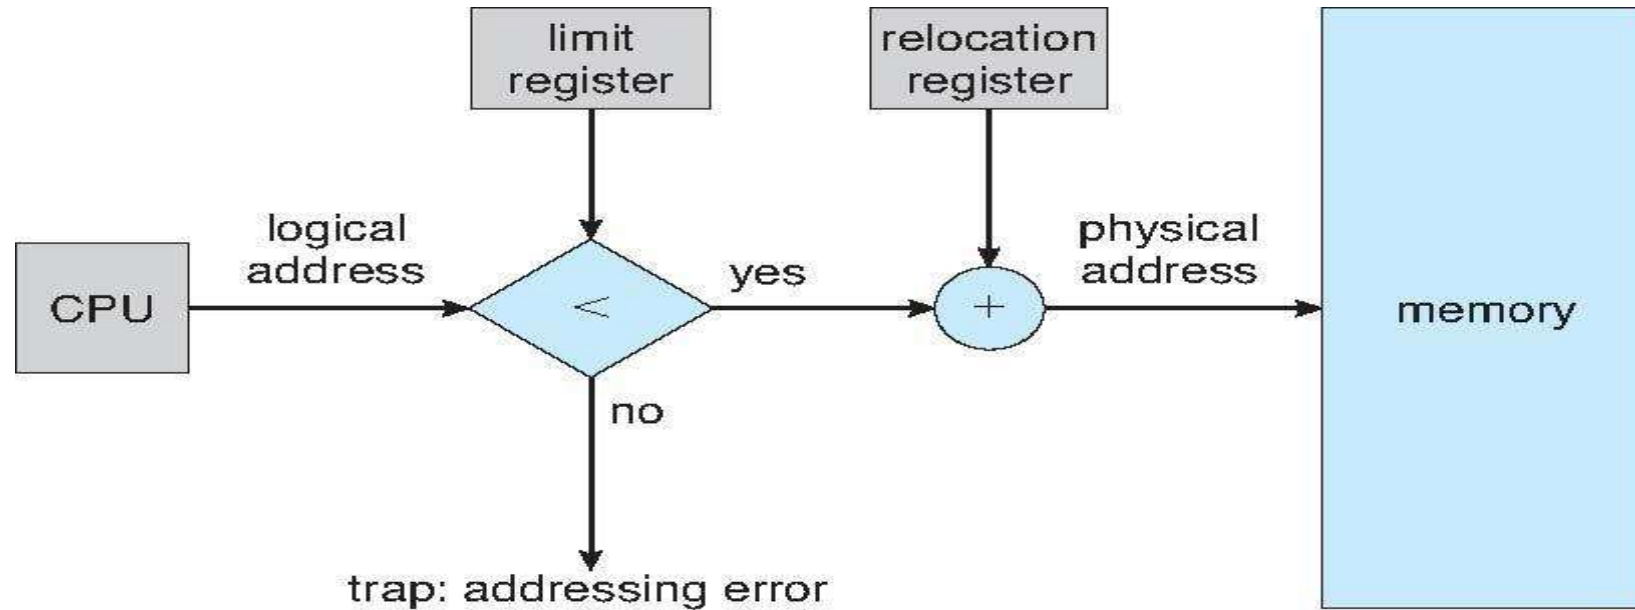 limit
register
relocation
register
logical
address
physical
address
CPU
<
yes
+
memory
no
trap: addressing error